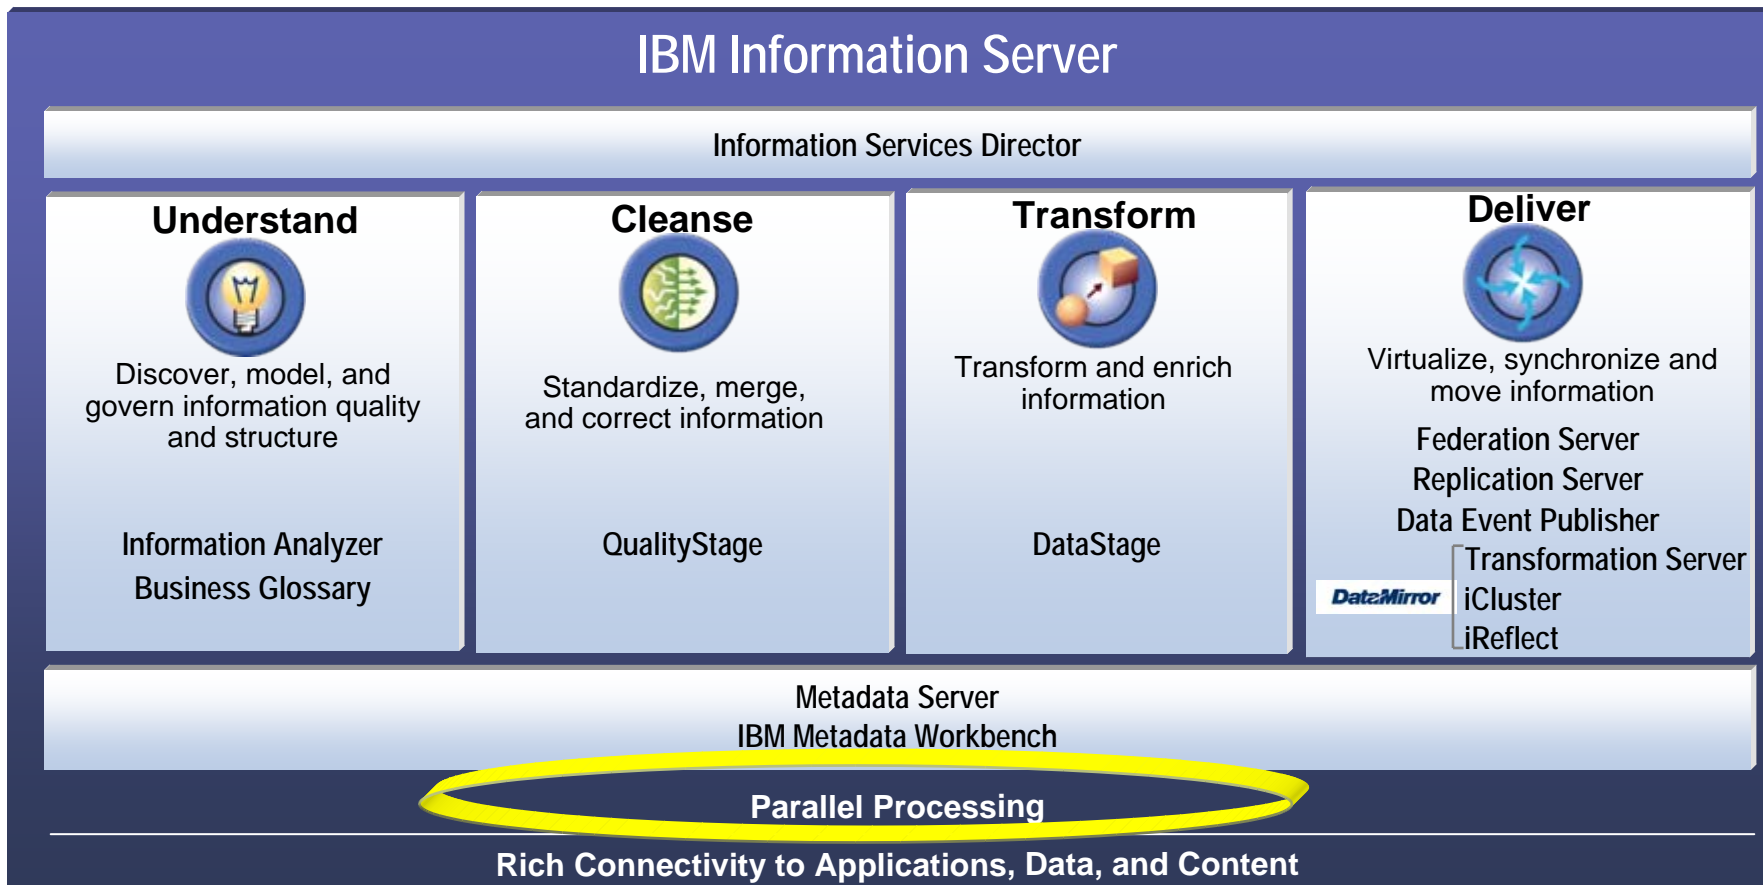 IBM Information Server
Information Services Director
Understand
Discover, model, and
govern information quality
and structure
Information Analyzer
Business Glossary
Cleanse
Standardize, merge,
and correct information
QualityStage
Transform
Transform and enrich
information
DataStage
Deliver
Virtualize, synchronize and
move information
Federation Server
Replication Server
Data Event Publisher
Transformation Server
DataMirror iCluster
iReflect
Metadata Server
IBM Metadata Workbench
Parallel Processing
Rich Connectivity to Applications, Data, and Content